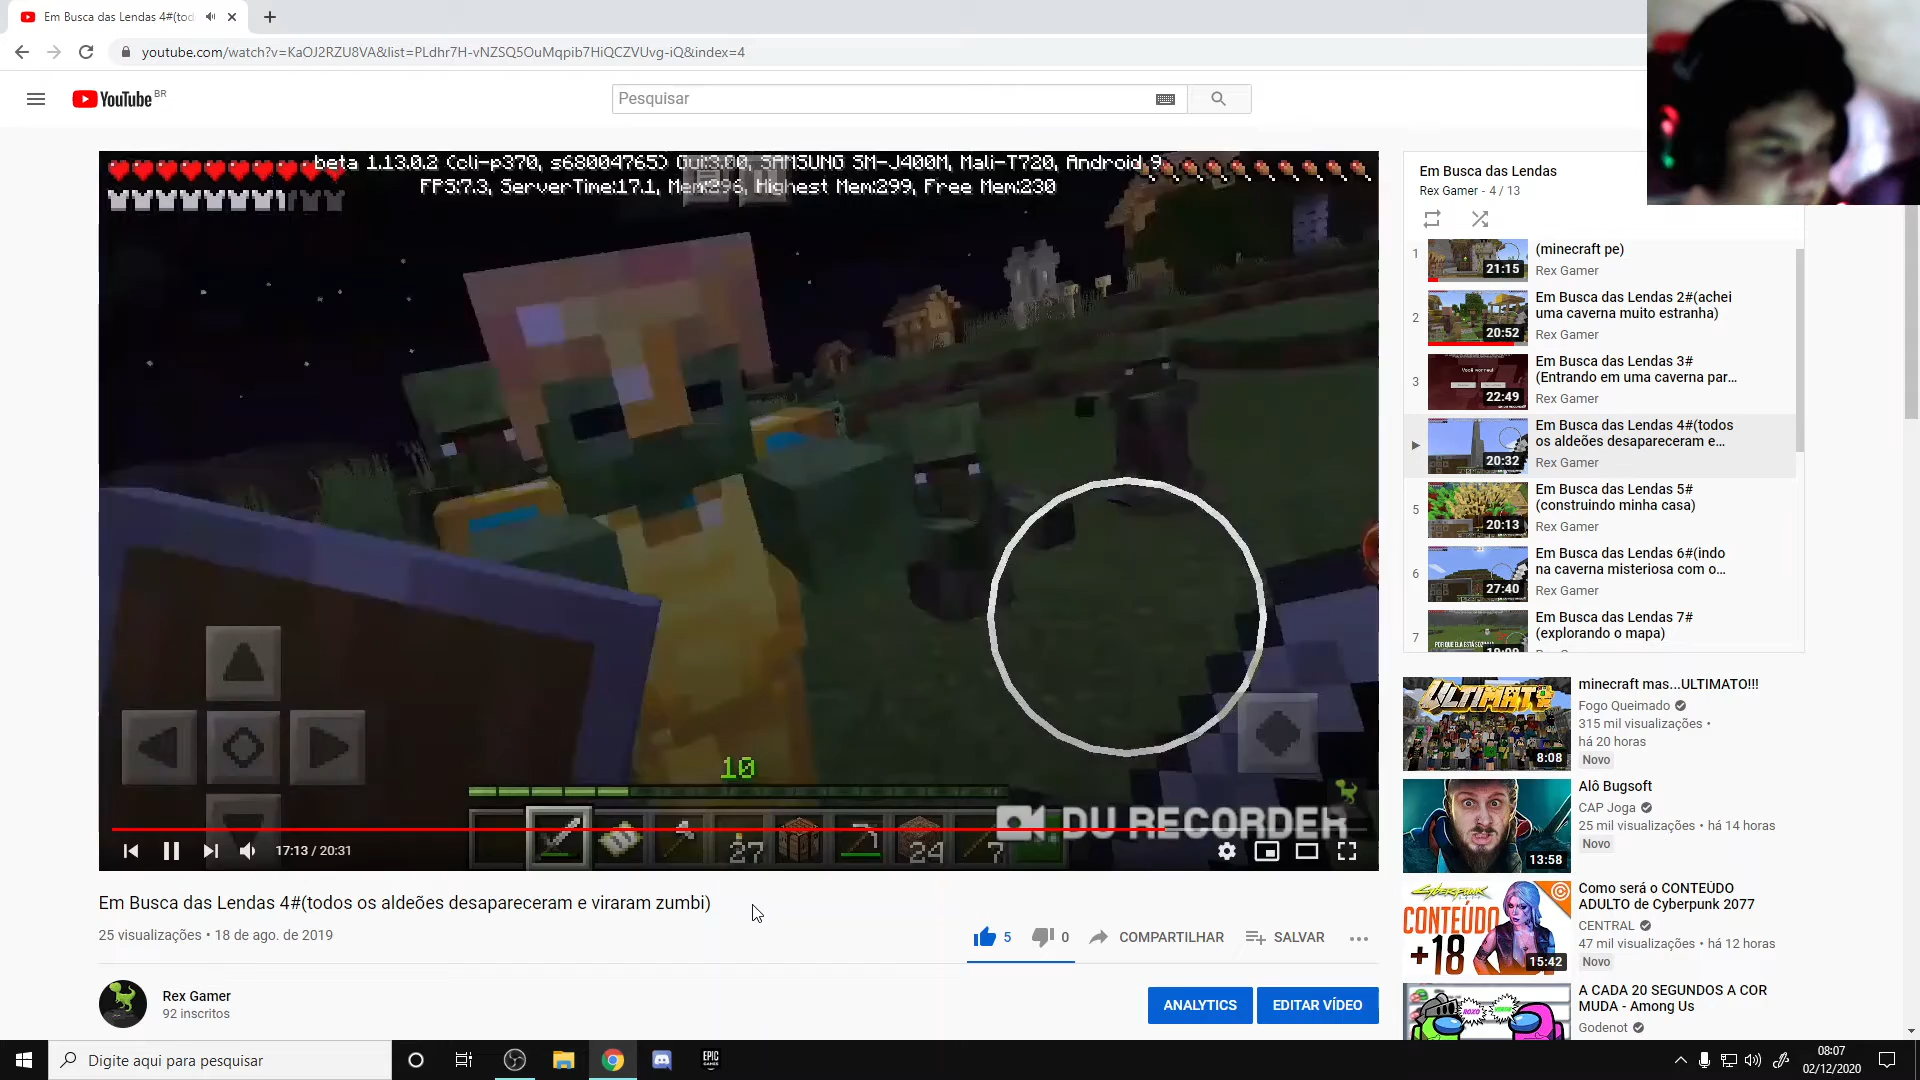 Em Busca das Lendas 4#(tod
youtube.com/watch?v=KaOJ2RZU8VA&list=PLdhr7H-vNZSQ5OuMqpib7HiQCZVUvg-iQ&index=4
YouTube BR
Pesquisar
beta 1.13.0.2 (cli-p370, s68004765) Gui:3.00, SAMSUNG SM-J400M, Mali-T720, Android 9
FPS:7.3, ServerTime:17.1, Mem:296, Highest Mem:299, Free Mem:230
10
27
24
7
DU RECORDER
17:13 / 20:31
Em Busca das Lendas 4#(todos os aldeões desapareceram e viraram zumbi)
25 visualizações • 18 de ago. de 2019
5
0
COMPARTILHAR
SALVAR
Rex Gamer
92 inscritos
ANALYTICS
EDITAR VÍDEO
Em Busca das Lendas
Rex Gamer - 4 / 13
1
21:15
(minecraft pe)
Rex Gamer
2
20:52
Em Busca das Lendas 2#(achei
uma caverna muito estranha)
Rex Gamer
3
22:49
Em Busca das Lendas 3#
(Entrando em uma caverna par...
Rex Gamer
20:32
Em Busca das Lendas 4#(todos
os aldeões desapareceram e...
Rex Gamer
5
20:13
Em Busca das Lendas 5#
(construindo minha casa)
Rex Gamer
6
27:40
Em Busca das Lendas 6#(indo
na caverna misteriosa com o...
Rex Gamer
7
Em Busca das Lendas 7#
(explorando o mapa)
ULTIMATO
8:08
minecraft mas...ULTIMATO!!!
Fogo Queimado
315 mil visualizações •
há 20 horas
Novo
13:58
Alô Bugsoft
CAP Joga
25 mil visualizações • há 14 horas
Novo
Cyberpunk
CONTEÚDO
+18
15:42
Como será o CONTEÚDO
ADULTO de Cyberpunk 2077
CENTRAL
47 mil visualizações • há 12 horas
Novo
A CADA 20 SEGUNDOS A COR
MUDA - Among Us
Godenot
Digite aqui para pesquisar
EPIC
08:07
02/12/2020